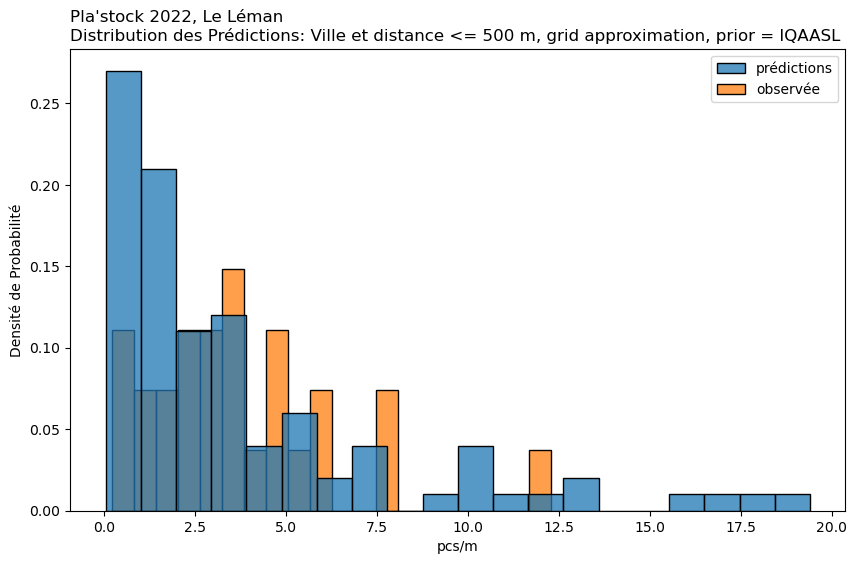 Pla'stock 2022, Le Léman
Distribution des Prédictions: Ville et distance <= 500 m, grid approximation, prior = IQAASL
prédictions
observée
Densité de Probabilité
0.25
0.20
0.15
0.10
0.05
0.00
0.0 2.5 5.0 7.5 10.0 12.5 15.0 17.5 20.0
pcs/m